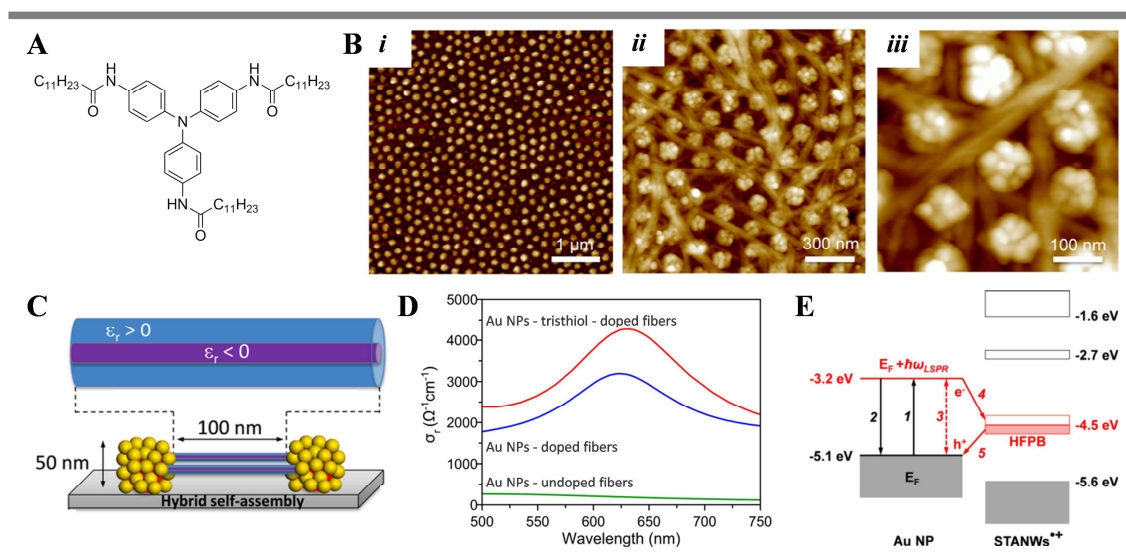 A
C₁₁H₂₃
H
N
O
H
N
C₁₁H₂₃
O
N
HN
C₁₁H₂₃
O
B
i
1 µm
ii
300 nm
iii
100 nm
C
εᵣ > 0
εᵣ < 0
100 nm
50 nm
Hybrid self-assembly
D
5000
4000
3000
2000
1000
0
σᵣ (Ω⁻¹cm⁻¹)
Au NPs - tristhiol - doped fibers
Au NPs - doped fibers
Au NPs - undoped fibers
500 550 600 650 700 750
Wavelength (nm)
E
-1.6 eV
-2.7 eV
E_F + ħω_LSPR
-3.2 eV
e⁻
4
2
1
3
-4.5 eV
HFPB
h⁺
5
-5.1 eV
E_F
-5.6 eV
Au NP
STANWs•⁺